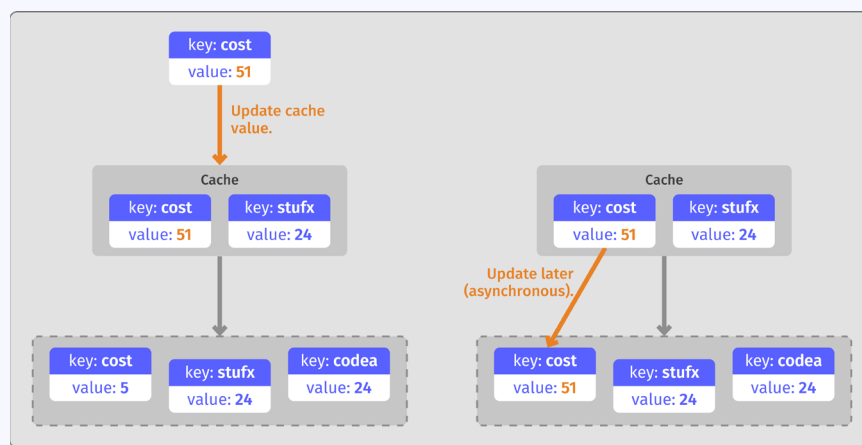 key: cost
value: 51
Update cache
value.
Cache
key: cost
value: 51
key: stufx
value: 24
key: cost
value: 5
key: stufx
value: 24
key: codea
value: 24
Cache
key: cost
value: 51
key: stufx
value: 24
Update later
(asynchronous).
key: cost
value: 51
key: stufx
value: 24
key: codea
value: 24